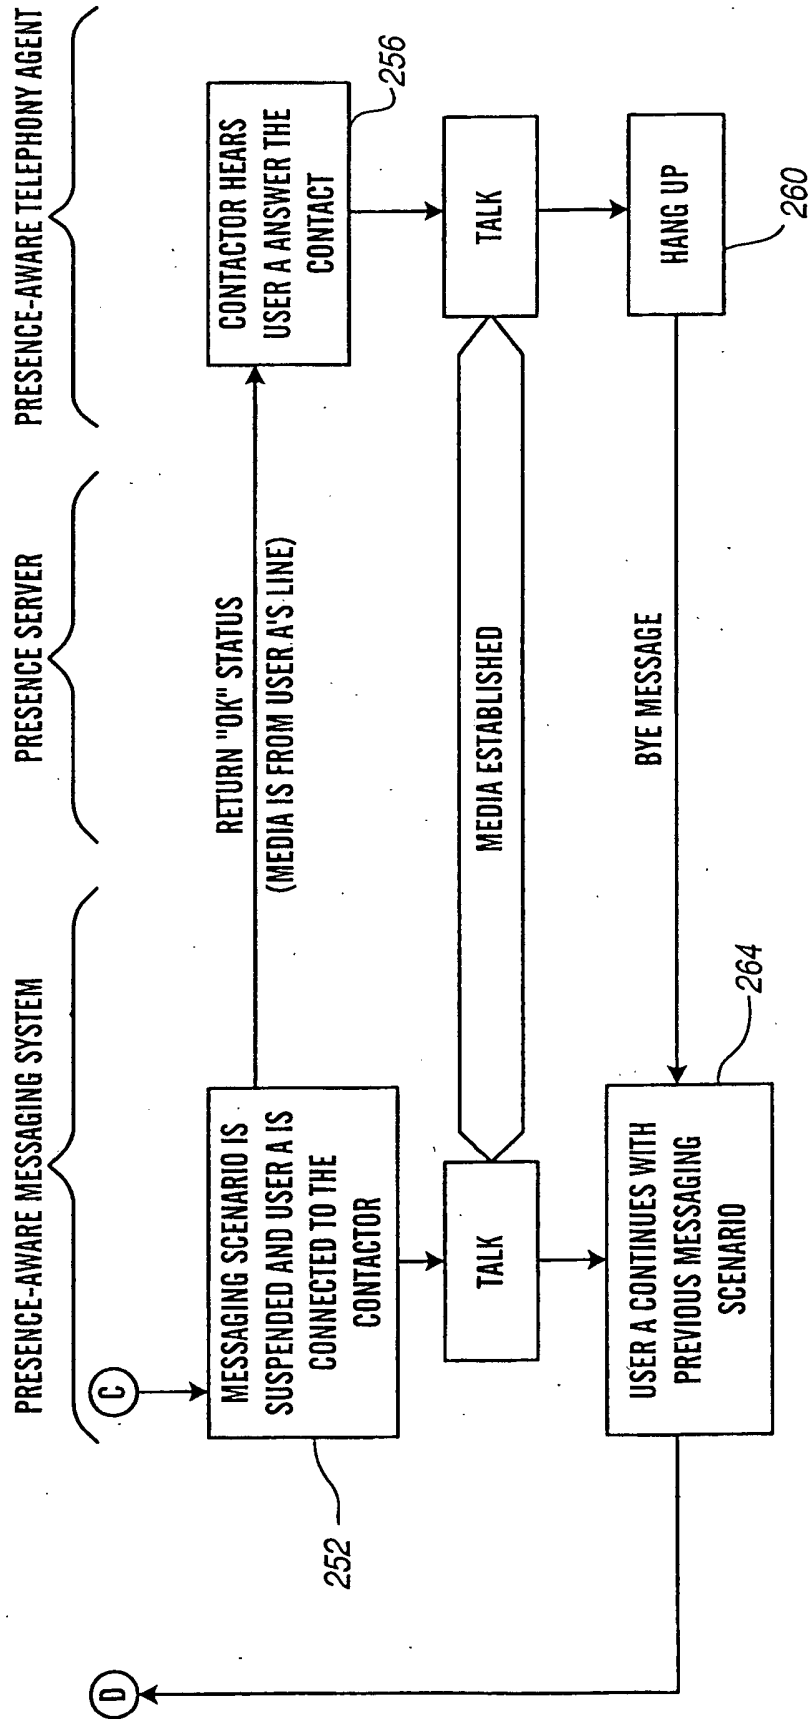 PRESENCE-AWARE MESSAGING SYSTEM
PRESENCE SERVER
PRESENCE-AWARE TELEPHONY AGENT
D
C
MESSAGING SCENARIO IS
SUSPENDED AND USER A IS
CONNECTED TO THE
CONTACTOR
252
RETURN "OK" STATUS
(MEDIA IS FROM USER A'S LINE)
CONTACTOR HEARS
USER A ANSWER THE
CONTACT
256
TALK
MEDIA ESTABLISHED
TALK
USER A CONTINUES WITH
PREVIOUS MESSAGING
SCENARIO
264
BYE MESSAGE
HANG UP
260